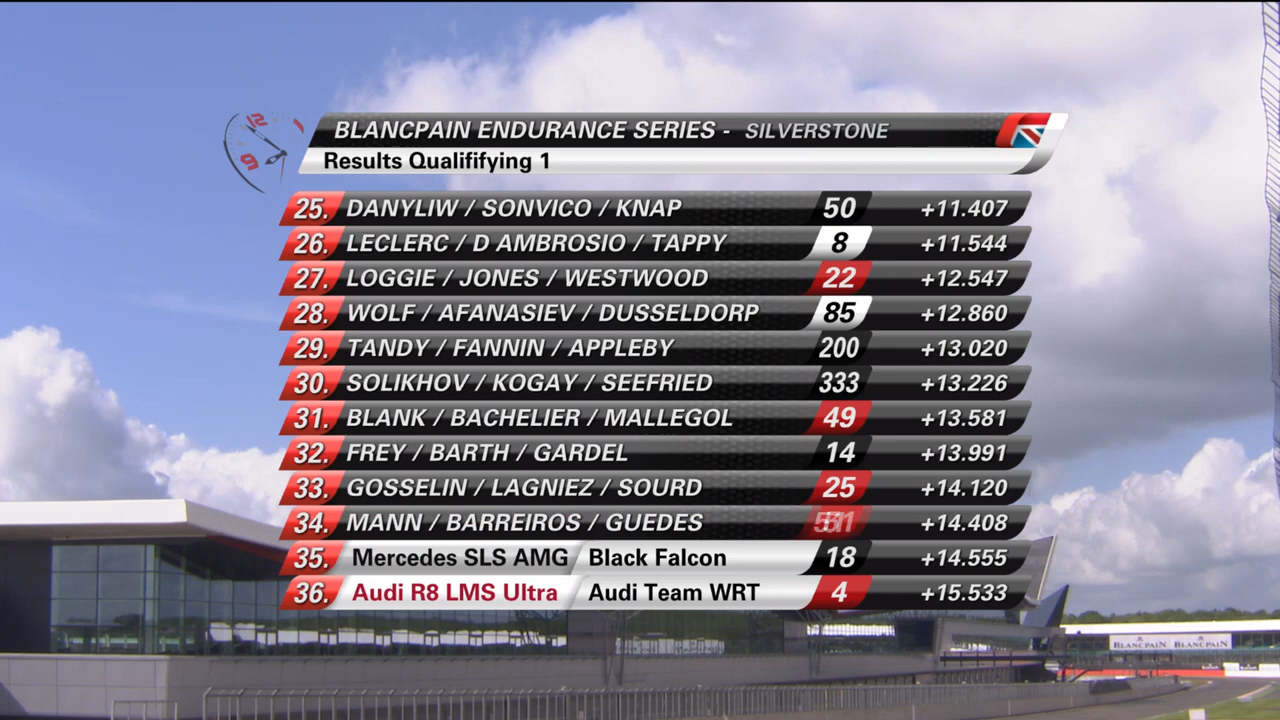 BLANCPAIN ENDURANCE SERIES - SILVERSTONE
Results Qualififying 1
25. DANYLIW / SONVICO / KNAP 50 +11.407
26. LECLERC / D AMBROSIO / TAPPY 8 +11.544
27. LOGGIE / JONES / WESTWOOD 22 +12.547
28. WOLF / AFANASIEV / DUSSELDORP 85 +12.860
29. TANDY / FANNIN / APPLEBY 200 +13.020
30. SOLIKHOV / KOGAY / SEEFRIED 333 +13.226
31. BLANK / BACHELIER / MALLEGOL 49 +13.581
32. FREY / BARTH / GARDEL 14 +13.991
33. GOSSELIN / LAGNIEZ / SOURD 25 +14.120
34. MANN / BARREIROS / GUEDES +14.408
35. Mercedes SLS AMG Black Falcon 18 +14.555
36. Audi R8 LMS Ultra Audi Team WRT 4 +15.533
BLANCPAIN BLANCPAIN